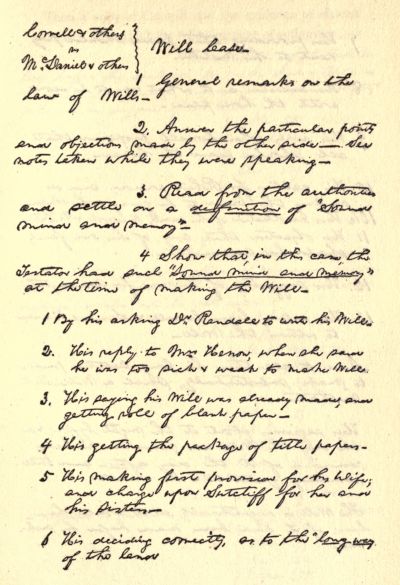 Cornell & others
vs
McDaniel & others
Will case
1 General remarks on the
law of Wills—
2. Answer the particular points
and objections made by the other side — See
notes taken while they were speaking—
3. Read from the authorities
and settle on a definition of "Sound
mind and memory"—
4 Show that, in this case, the
Testator had such "Sound mind and memory"
at the time of making the Will—
1 By his asking Dr. Randall to write his Will.
2. His reply to Mrs , when she said
he was too sick & weak to make Will.
3. His saying his Will was already made, and
getting roll of blank paper—
4 His getting the package of title papers—
5 His making first provision for his Wife,
and charge upon Sutcliff for her and
his Sisters—
6 His deciding correctly, as to the "long way
of the land